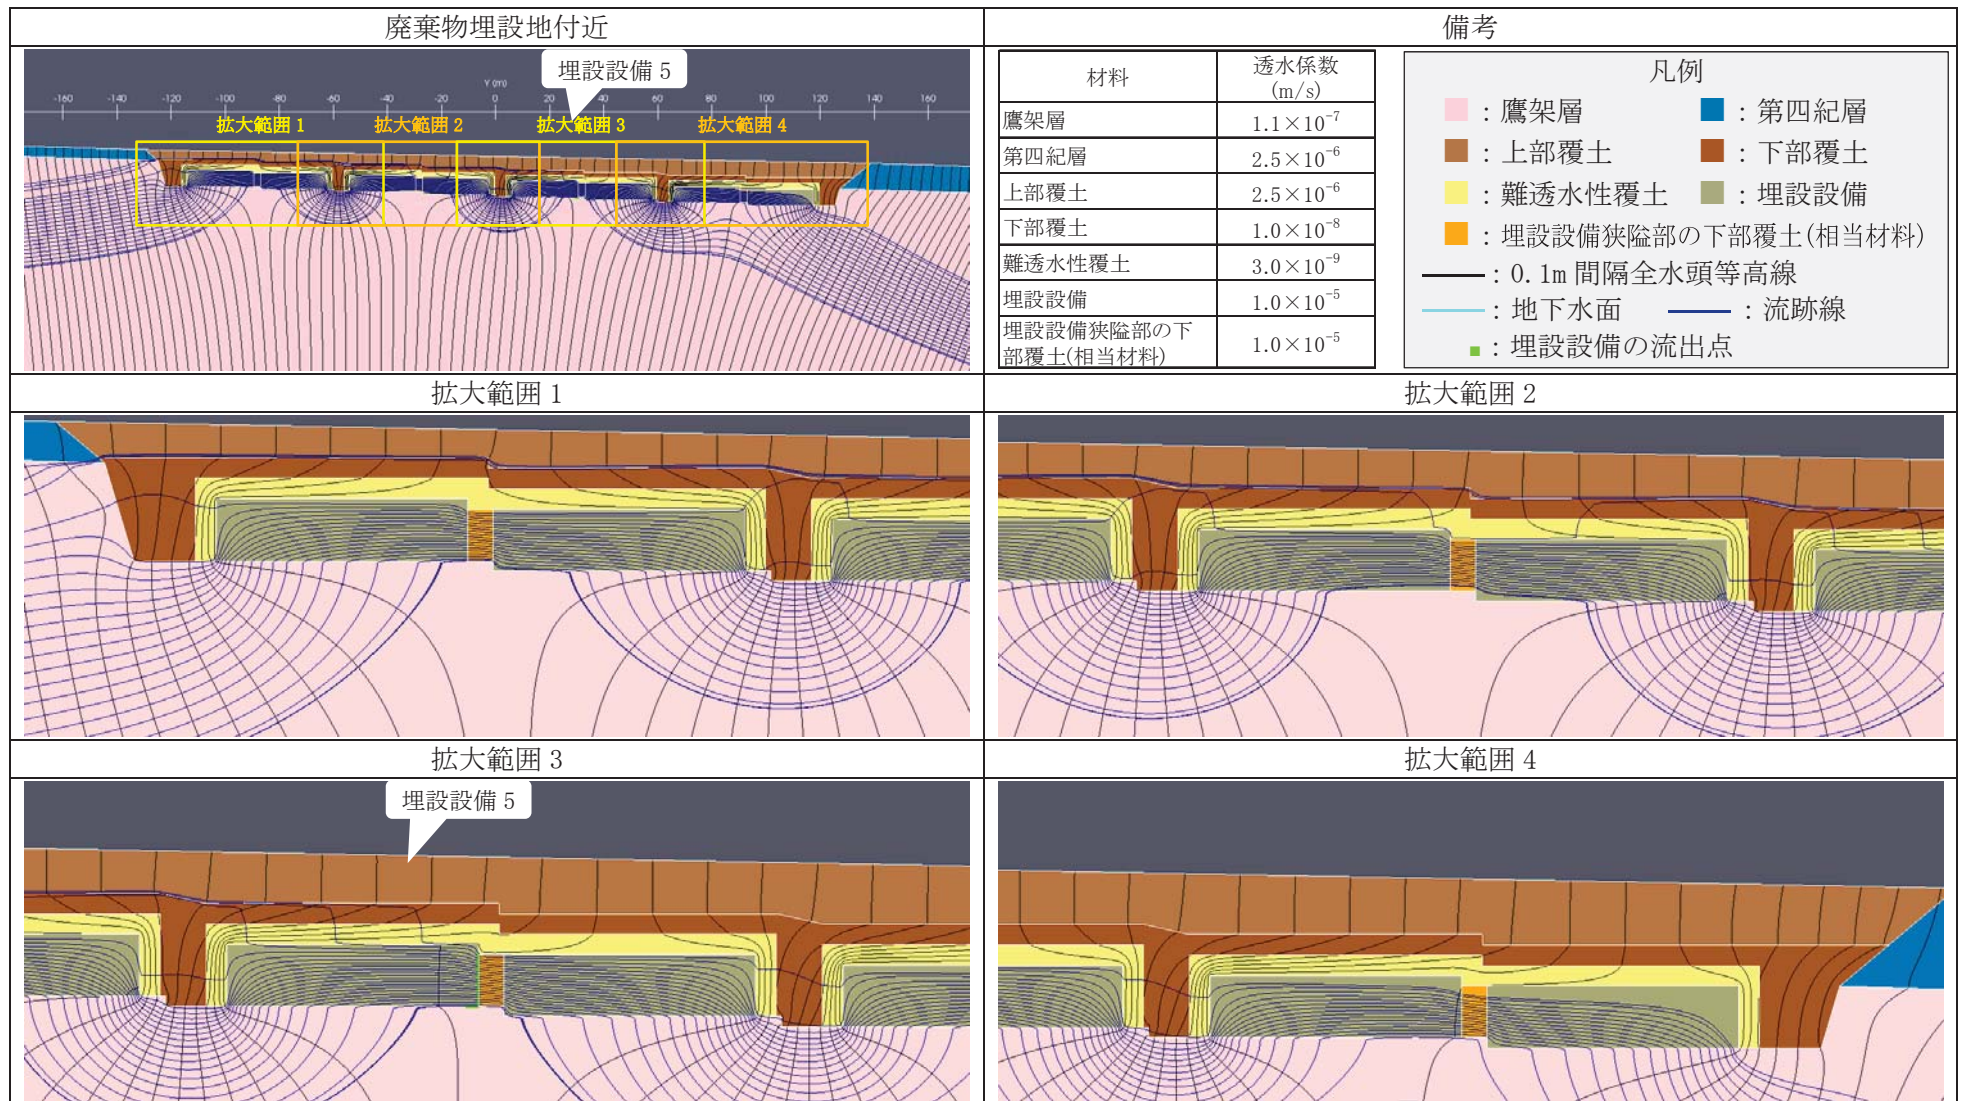 廃棄物埋設地付近
備考
埋設設備 5
Y (m)
-160 -140 -120 -100 -80 -60 -40 -20 0 20 40 60 80 100 120 140 160
拡大範囲 1 拡大範囲 2 拡大範囲 3 拡大範囲 4
材料 透水係数
(m/s)
鷹架層 1.1×10⁻⁷
第四紀層 2.5×10⁻⁶
上部覆土 2.5×10⁻⁶
下部覆土 1.0×10⁻⁸
難透水性覆土 3.0×10⁻⁹
埋設設備 1.0×10⁻⁵
埋設設備狭隘部の下
部覆土(相当材料) 1.0×10⁻⁵
凡例
：鷹架層 ：第四紀層
：上部覆土 ：下部覆土
：難透水性覆土 ：埋設設備
：埋設設備狭隘部の下部覆土(相当材料)
：0.1m 間隔全水頭等高線
：地下水面 ：流跡線
：埋設設備の流出点
拡大範囲 1
拡大範囲 2
拡大範囲 3
拡大範囲 4
埋設設備 5